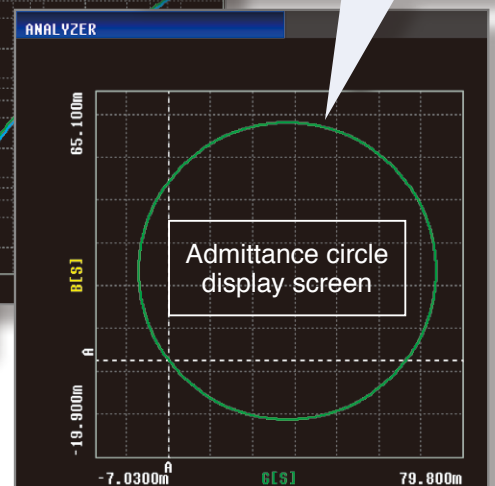 ANALYZER
65.100m
B[S]
A
-19.900m
Admittance circle
display screen
A
-7.0300m
G[S]
79.800m